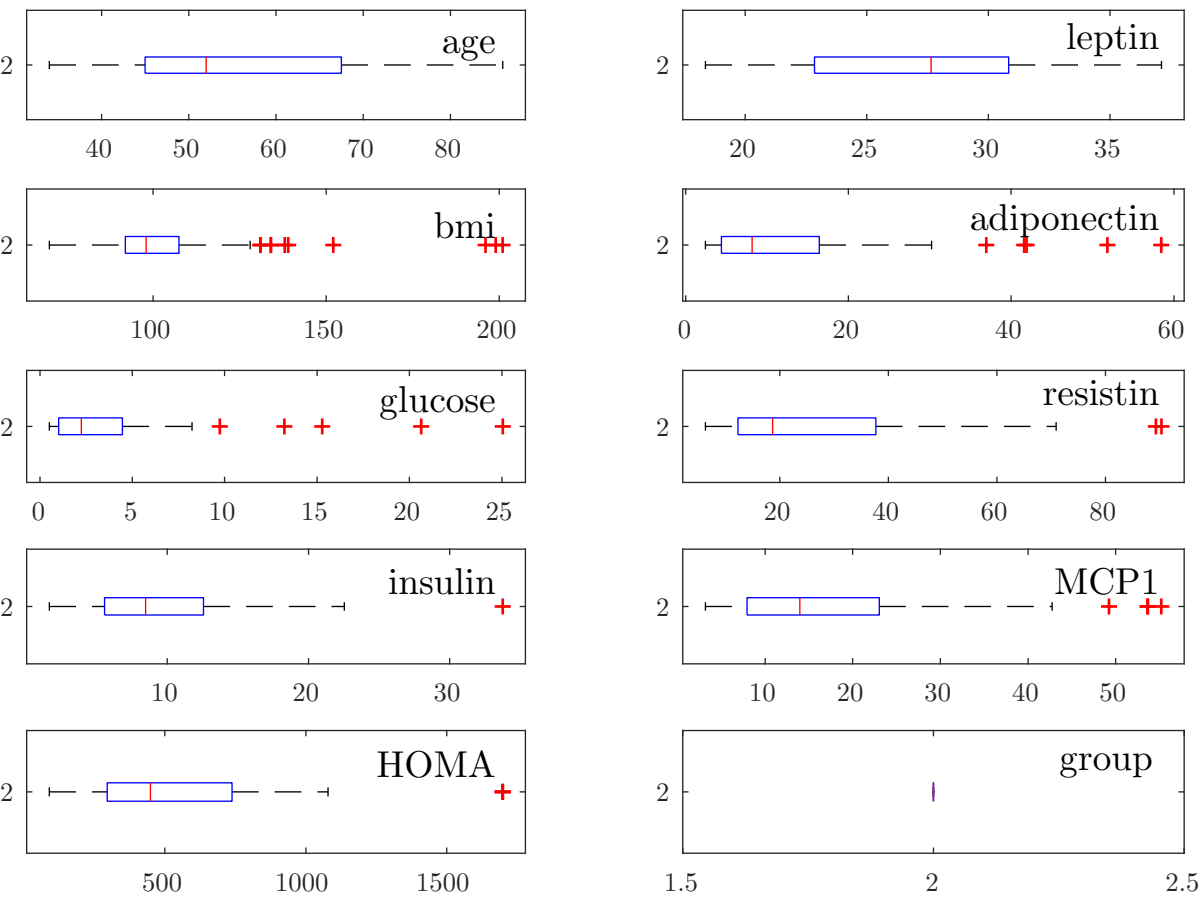 age
2
40 50 60 70 80
leptin
2
20 25 30 35
bmi
2
100 150 200
adiponectin
2
0 20 40 60
glucose
2
0 5 10 15 20 25
resistin
2
20 40 60 80
insulin
2
10 20 30
MCP1
2
10 20 30 40 50
HOMA
2
500 1000 1500
group
2
1.5 2 2.5